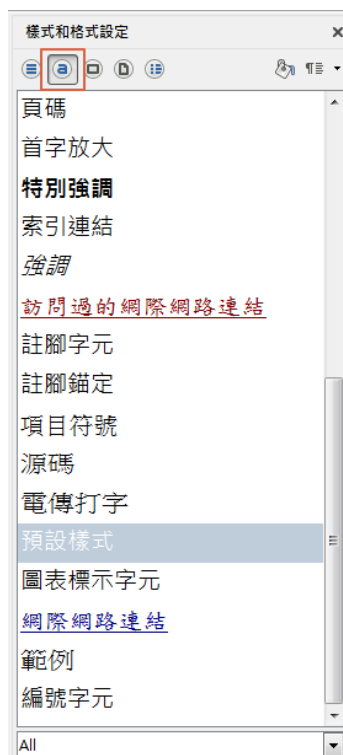 樣式和格式設定
a
頁碼
首字放大
特別強調
索引連結
強調
訪問過的網際網路連結
註腳字元
註腳錨定
項目符號
源碼
電傳打字
預設樣式
圖表標示字元
網際網路連結
範例
編號字元
All